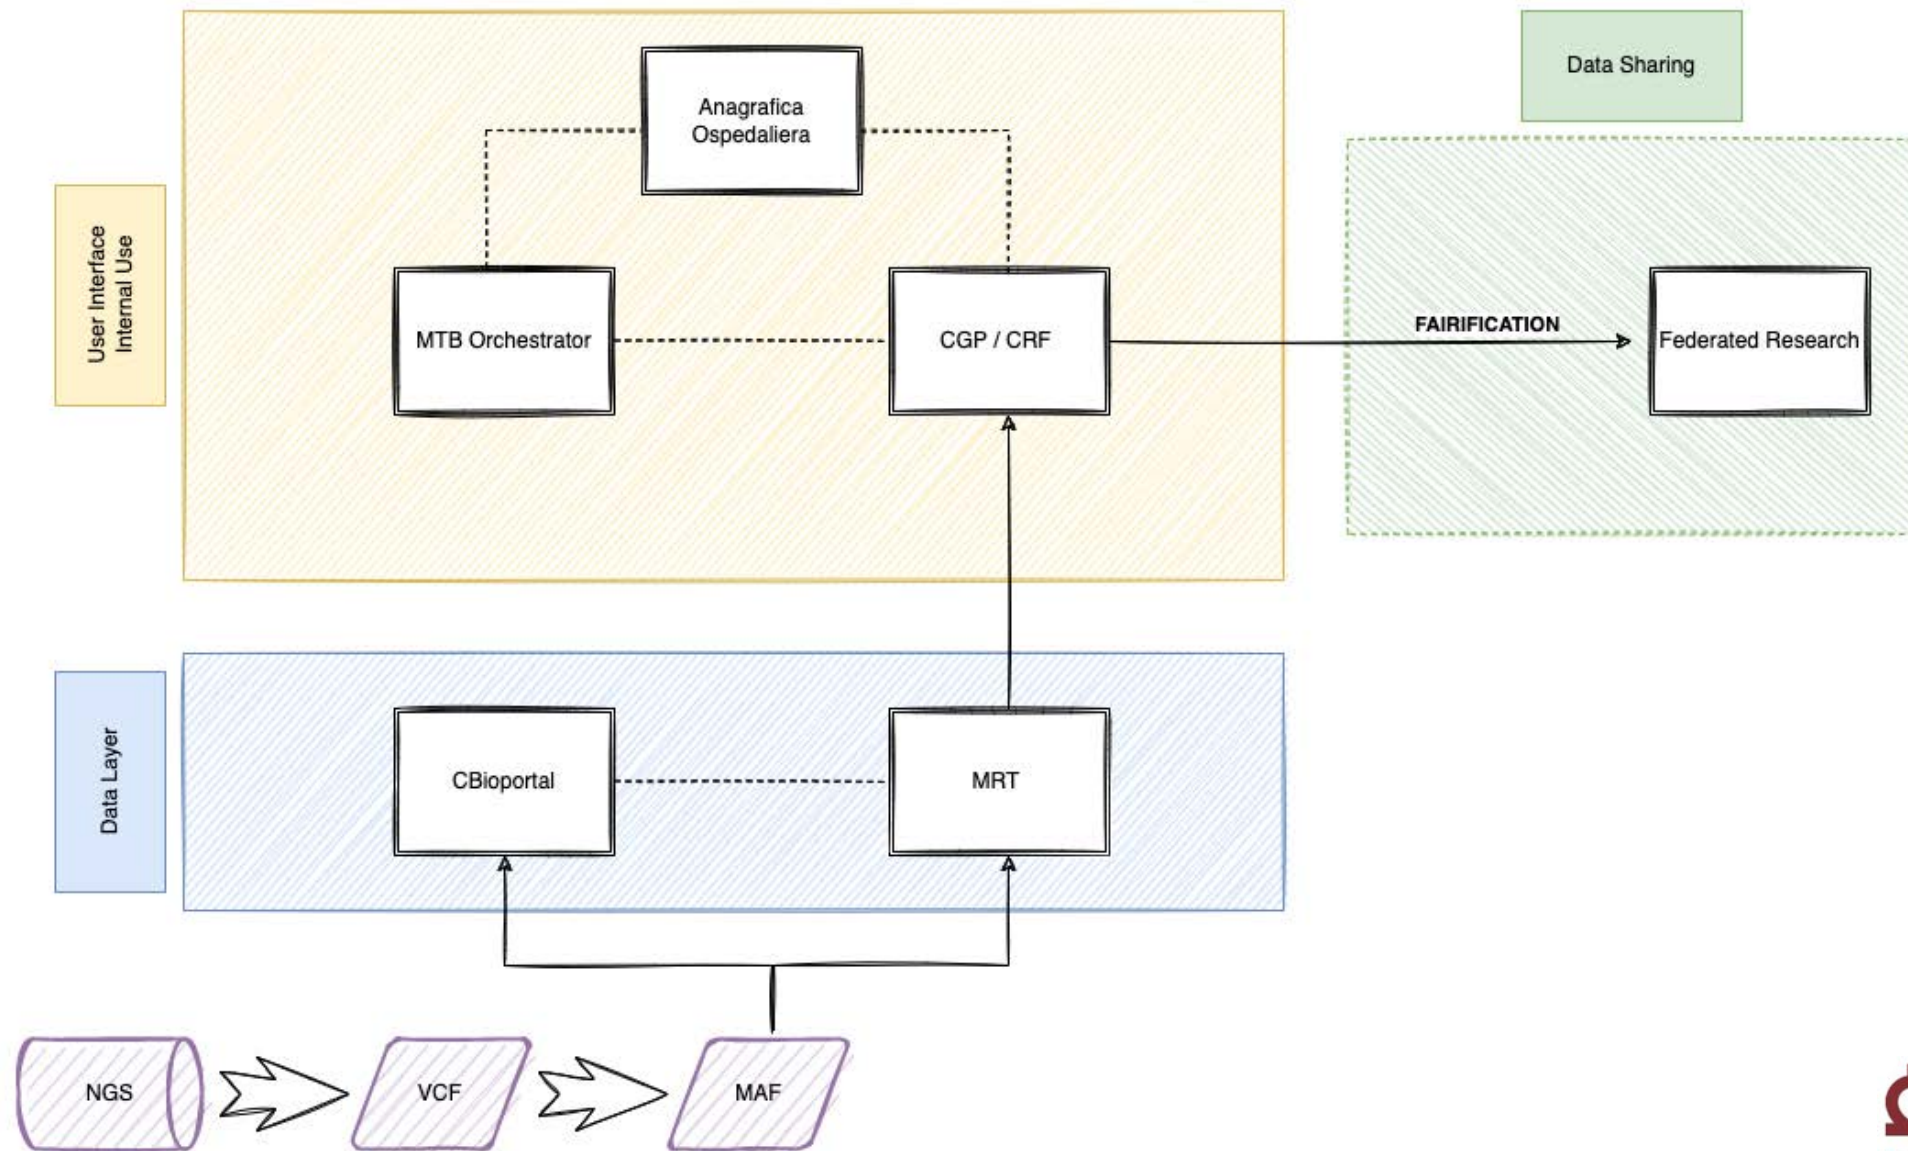 Data Sharing
Anagrafica
Ospedaliera
User Interface
Internal Use
MTB Orchestrator
CGP / CRF
FAIRIFICATION
Federated Research
Data Layer
CBioportal
MRT
NGS
VCF
MAF